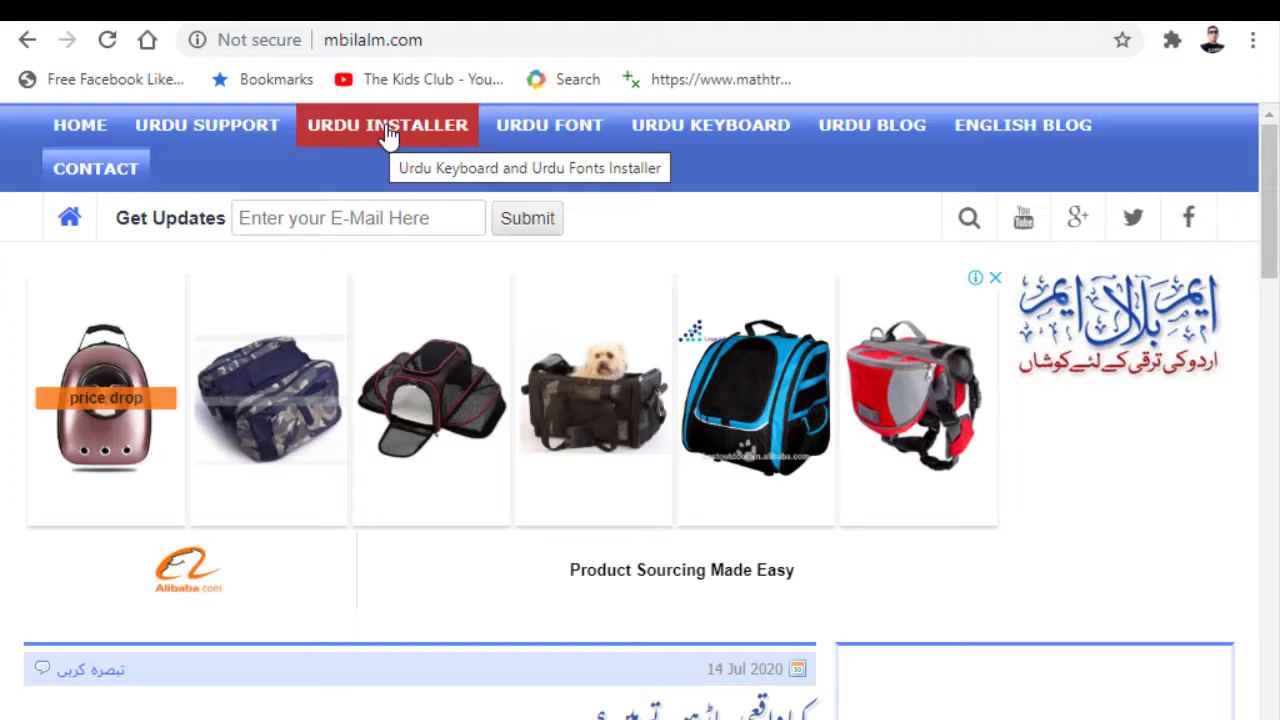 Not secure mbilalm.com
Free Facebook Like... Bookmarks The Kids Club - You... Search https://www.mathtr...
HOME URDU SUPPORT URDU INSTALLER URDU FONT URDU KEYBOARD URDU BLOG ENGLISH BLOG
CONTACT
Urdu Keyboard and Urdu Fonts Installer
Get Updates Enter your E-Mail Here Submit
You Tube
ایم بلال ایم
اردو کی ترقی کے لئے کوشاں
price drop
Alibaba.com
Product Sourcing Made Easy
تبصرہ کریں
14 Jul 2020